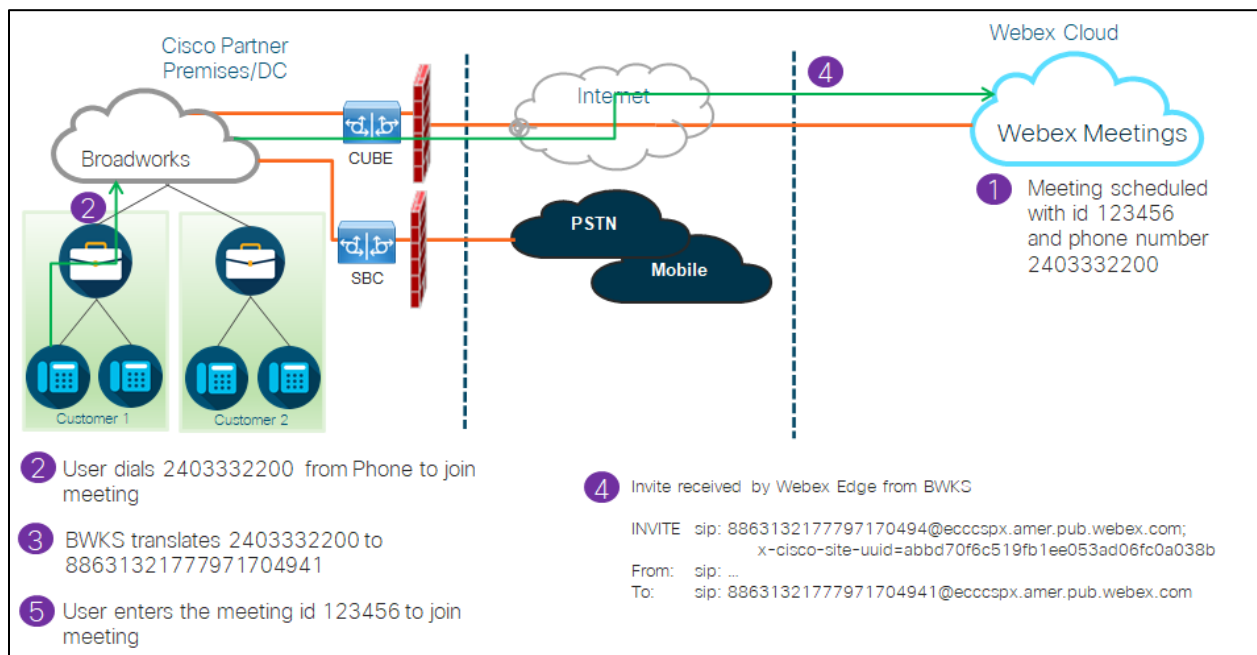 Cisco Partner
Premises/DC
Webex Cloud
4
Internet
Webex Meetings
Broadworks
CUBE
2
1
Meeting scheduled
with id 123456
and phone number
2403332200
PSTN
SBC
Mobile
Customer 1
Customer 2
2
User dials 2403332200 from Phone to join
meeting
3
BWKS translates 2403332200 to
88631321777971704941
5
User enters the meeting id 123456 to join
meeting
4
Invite received by Webex Edge from BWKS
INVITE sip: 8863132177797170494@ecccspx.amer.pub.webex.com;
x-cisco-site-uuid=abbd70f6c519fb1ee053ad06fc0a038b
From: sip: ...
To: sip: 88631321777971704941@ecccspx.amer.pub.webex.com